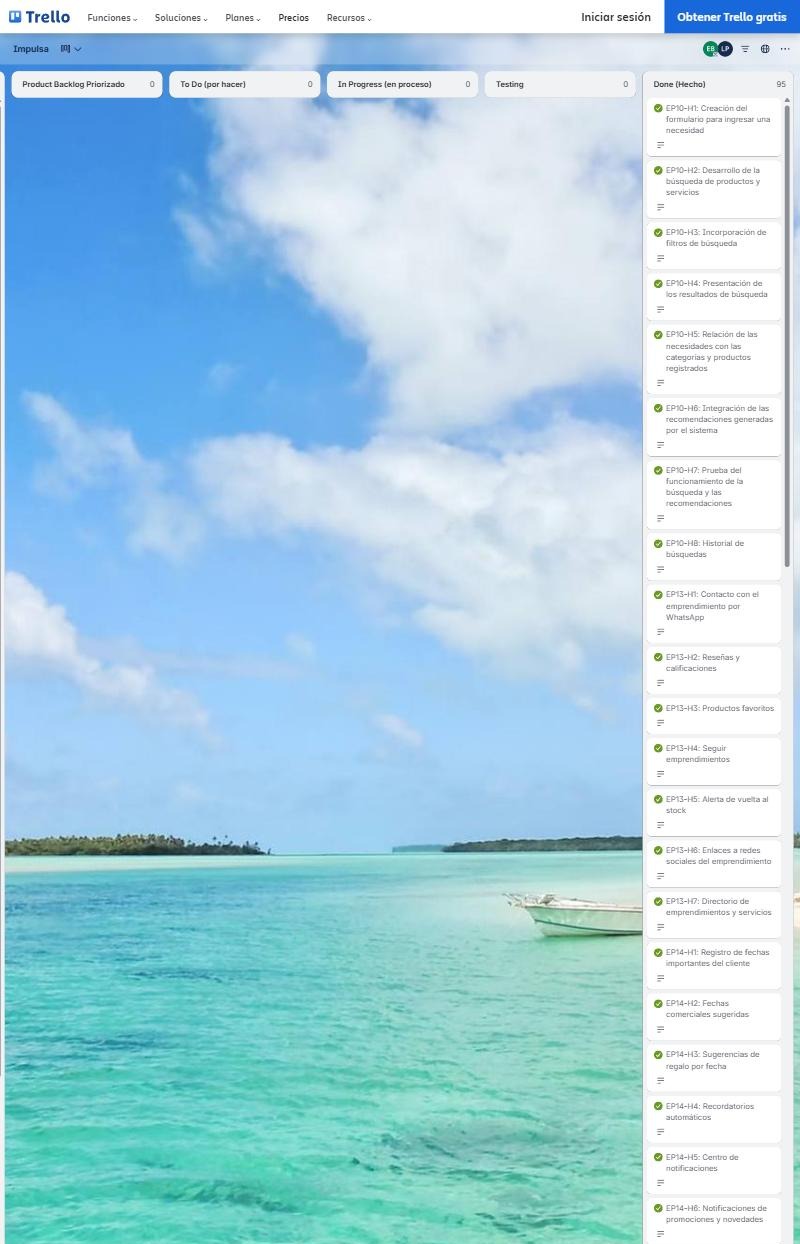 Trello
Funciones
Soluciones
Planes
Precios
Recursos
Iniciar sesión
Obtener Trello gratis
Impulsa
EB
LP
Product Backlog Priorizado 0
To Do (por hacer) 0
In Progress (en proceso) 0
Testing 0
Done (Hecho) 95
EP10-H1: Creación del
formulario para ingresar una
necesidad
EP10-H2: Desarrollo de la
búsqueda de productos y
servicios
EP10-H3: Incorporación de
filtros de búsqueda
EP10-H4: Presentación de
los resultados de búsqueda
EP10-H5: Relación de las
necesidades con las
categorías y productos
registrados
EP10-H6: Integración de las
recomendaciones generadas
por el sistema
EP10-H7: Prueba del
funcionamiento de la
búsqueda y las
recomendaciones
EP10-H8: Historial de
búsquedas
EP13-H1: Contacto con el
emprendimiento por
WhatsApp
EP13-H2: Reseñas y
calificaciones
EP13-H3: Productos favoritos
EP13-H4: Seguir
emprendimientos
EP13-H5: Alerta de vuelta al
stock
EP13-H6: Enlaces a redes
sociales del emprendimiento
EP13-H7: Directorio de
emprendimientos y servicios
EP14-H1: Registro de fechas
importantes del cliente
EP14-H2: Fechas
comerciales sugeridas
EP14-H3: Sugerencias de
regalo por fecha
EP14-H4: Recordatorios
automáticos
EP14-H5: Centro de
notificaciones
EP14-H6: Notificaciones de
promociones y novedades